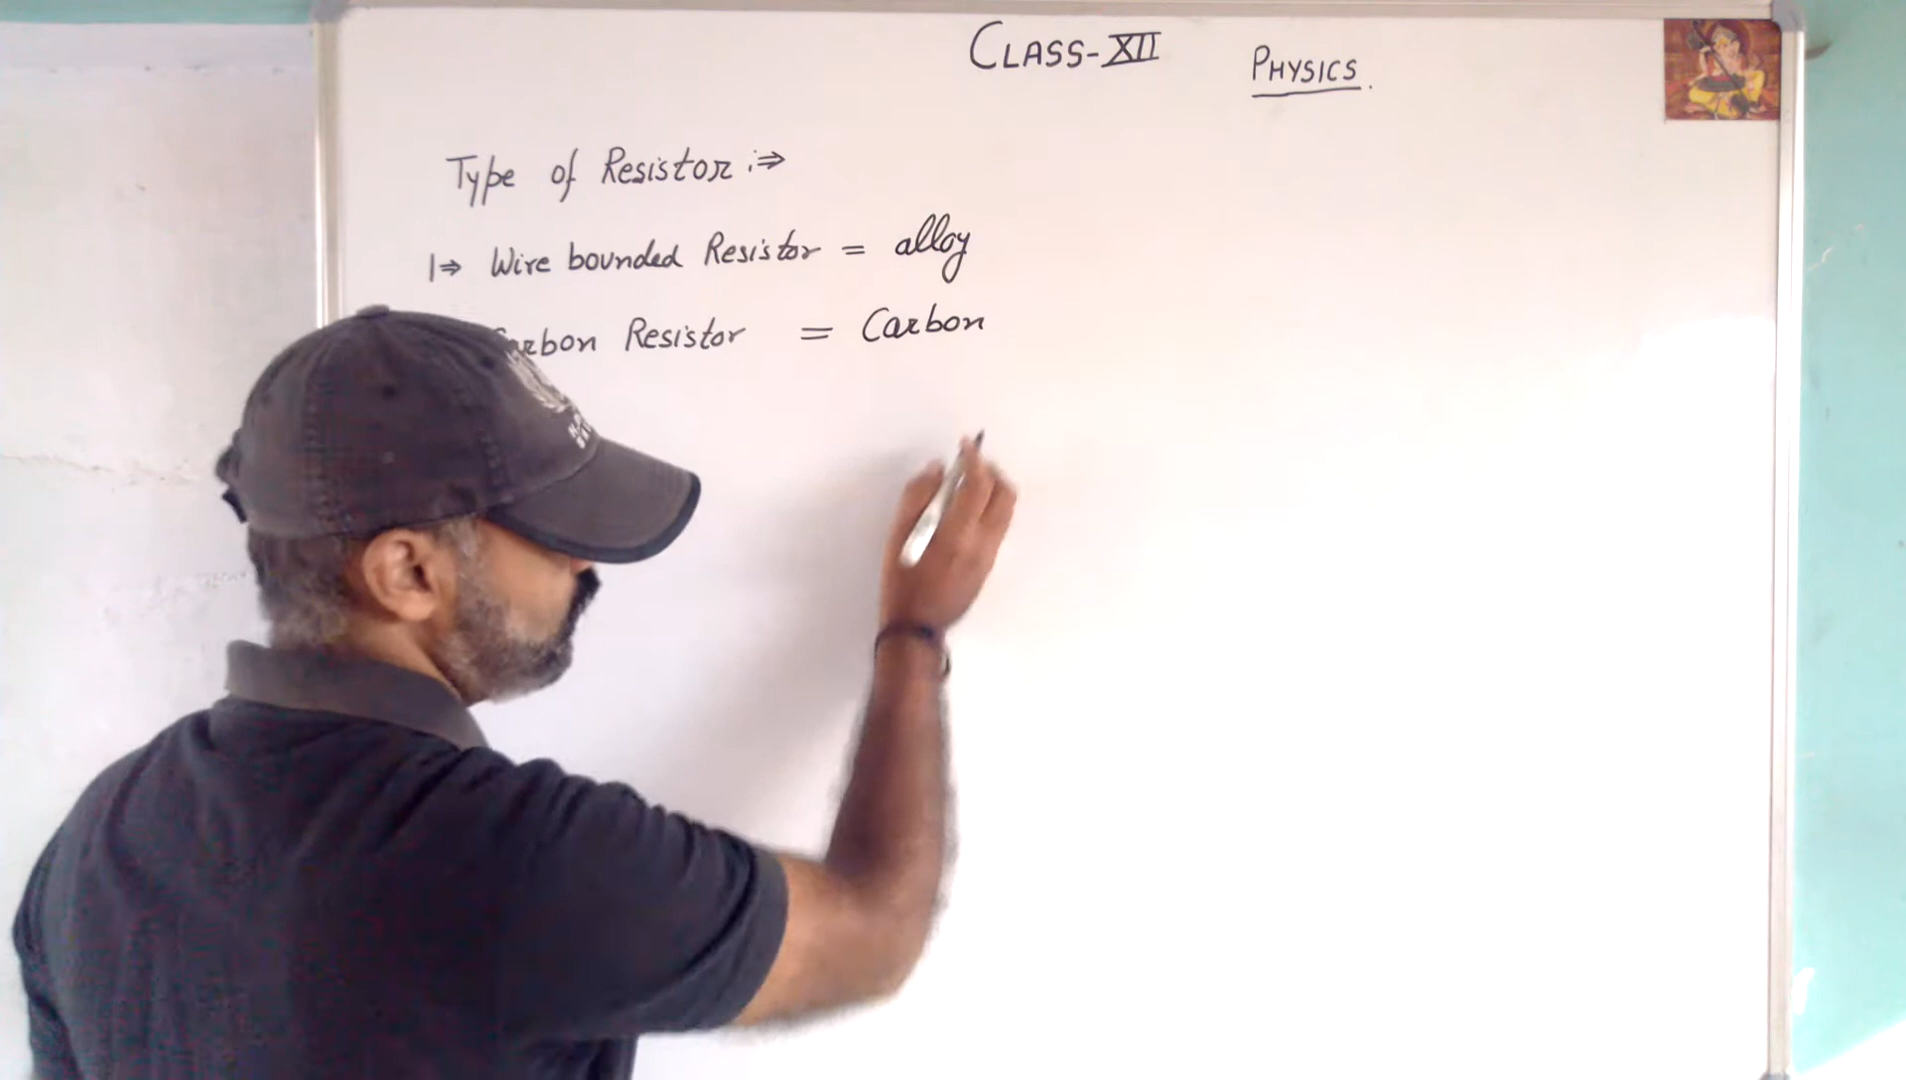 CLASS-XII
PHYSICS.
Type of Resistor :⇒
1⇒ Wire bounded Resistor = alloy
Resistor = Carbon